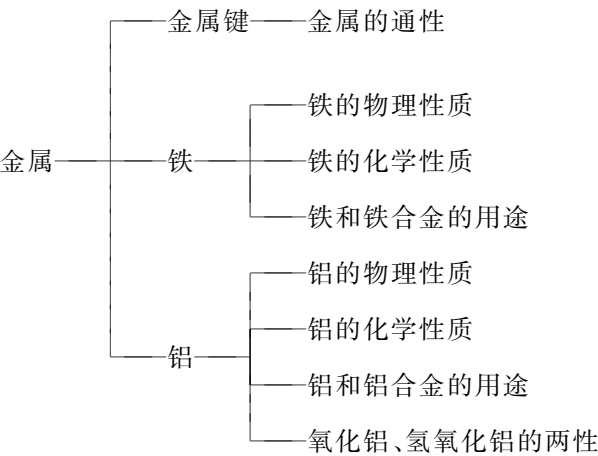 金属键
金属的通性
铁的物理性质
金属
铁
铁的化学性质
铁和铁合金的用途
铝的物理性质
铝的化学性质
铝
铝和铝合金的用途
氧化铝、氢氧化铝的两性